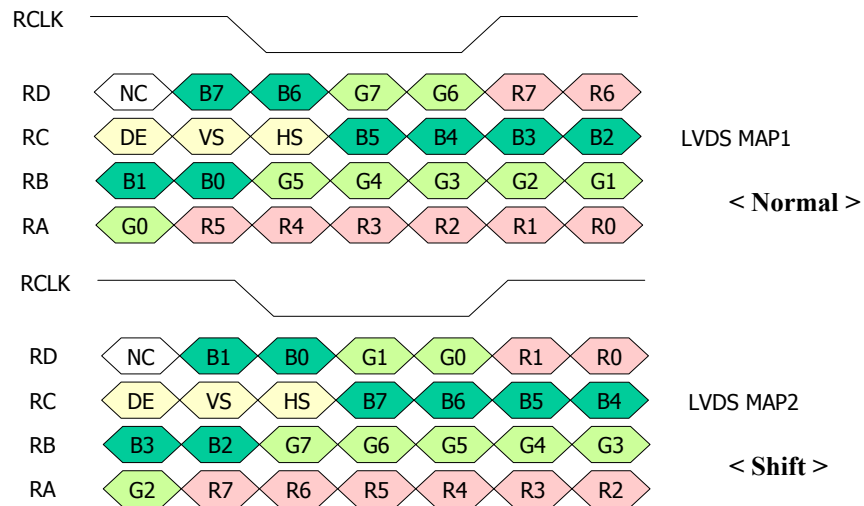 RCLK
RD NC B7 B6 G7 G6 R7 R6
RC DE VS HS B5 B4 B3 B2 LVDS MAP1
RB B1 B0 G5 G4 G3 G2 G1
< Normal >
RA G0 R5 R4 R3 R2 R1 R0
RCLK
RD NC B1 B0 G1 G0 R1 R0
RC DE VS HS B7 B6 B5 B4 LVDS MAP2
RB B3 B2 G7 G6 G5 G4 G3
< Shift >
RA G2 R7 R6 R5 R4 R3 R2